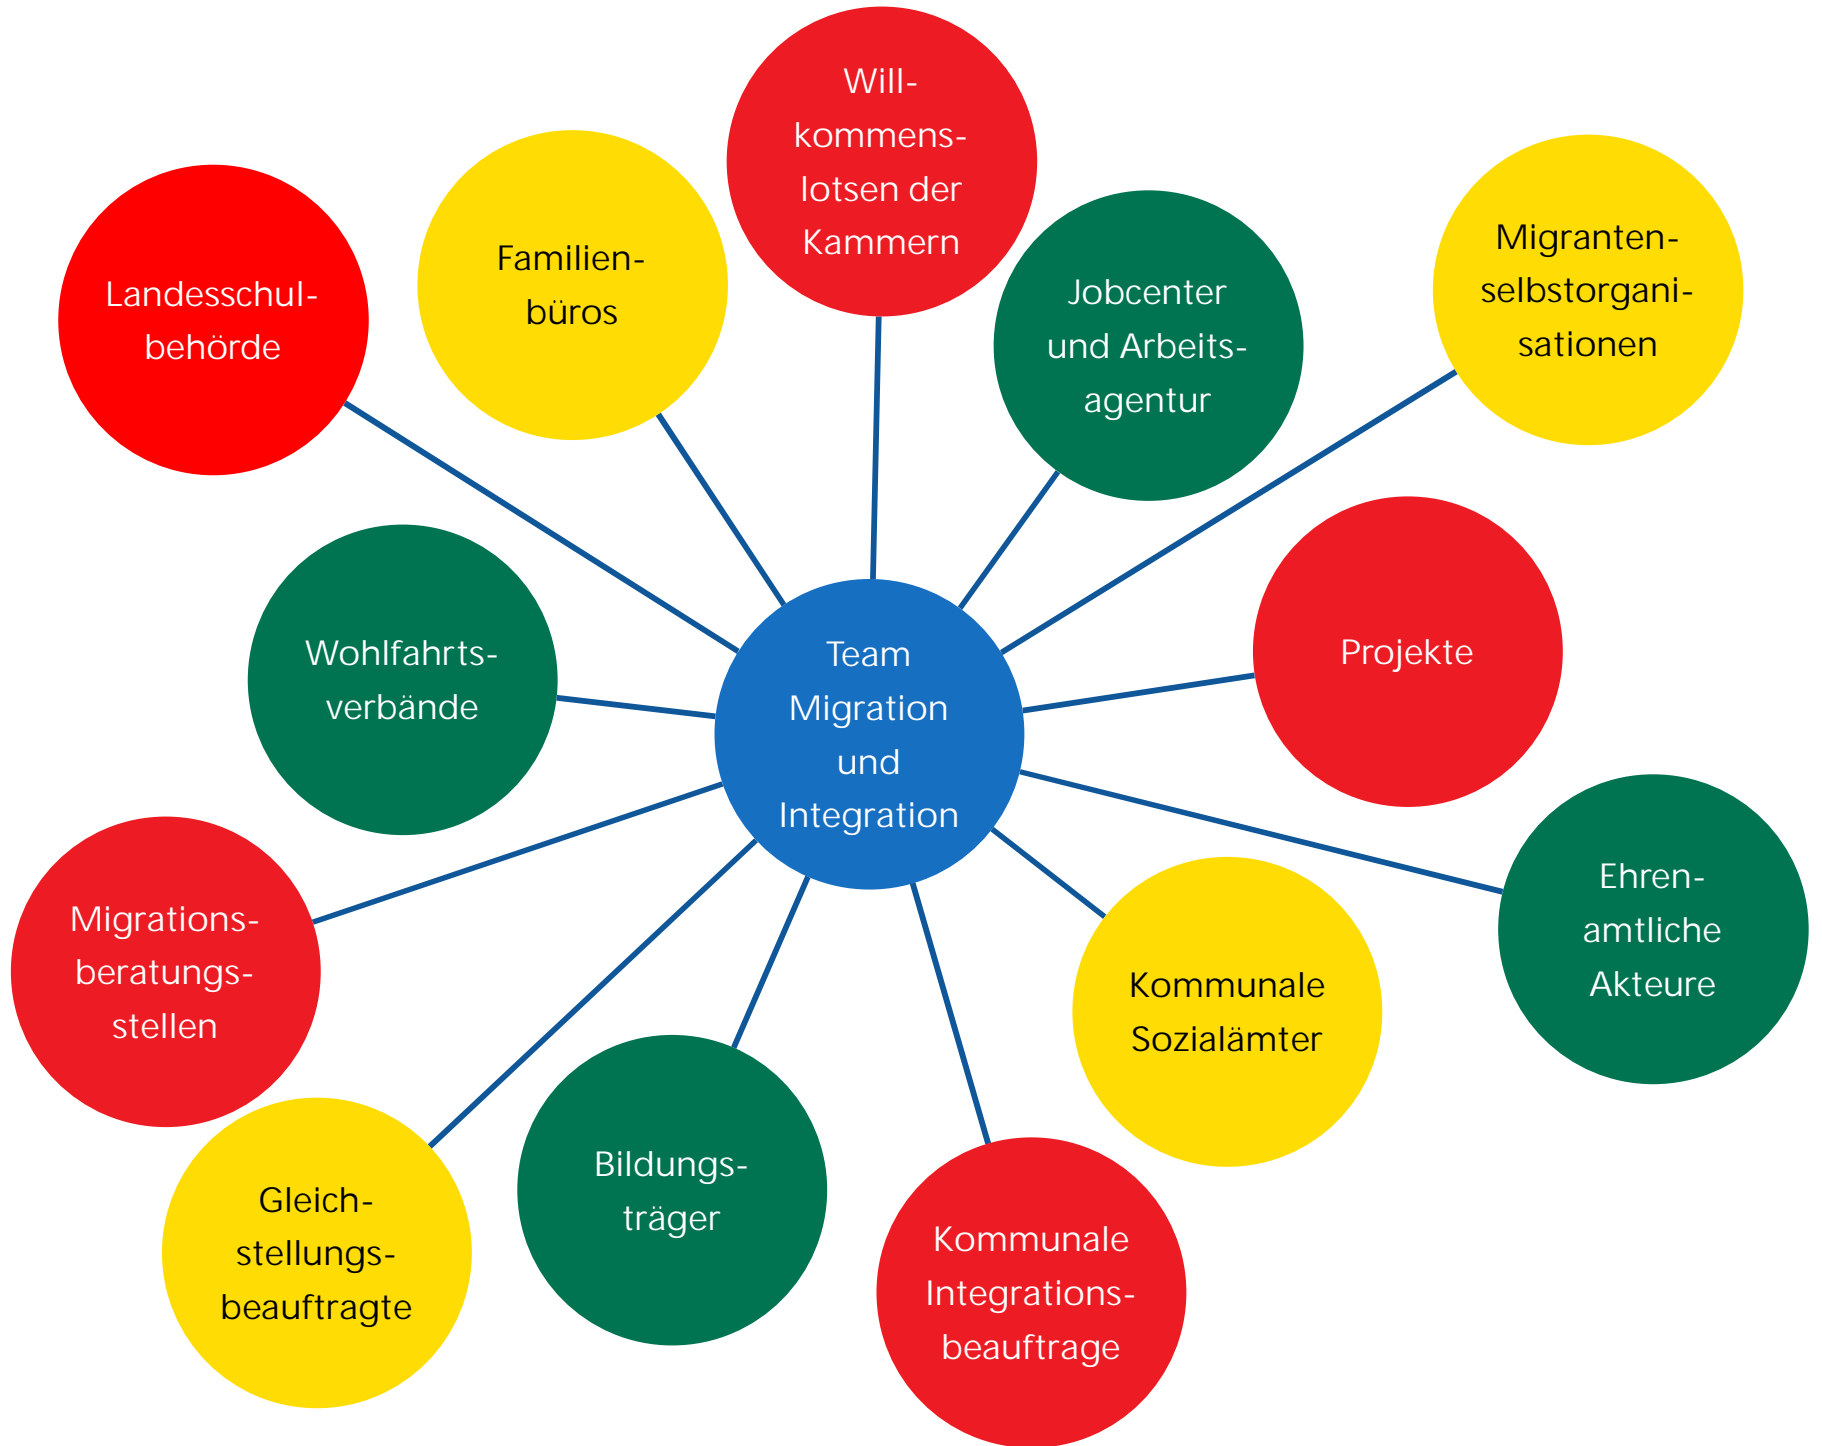 Will-
kommens-
lotsen der
Kammern
Familien-
büros
Landesschul-
behörde
Jobcenter
und Arbeits-
agentur
Migranten-
selbstorgani-
sationen
Wohlfahrts-
verbände
Team
Migration
und
Integration
Projekte
Migrations-
beratungs-
stellen
Ehren-
amtliche
Akteure
Kommunale
Sozialämter
Gleich-
stellungs-
beauftragte
Bildungs-
träger
Kommunale
Integrations-
beauftrage